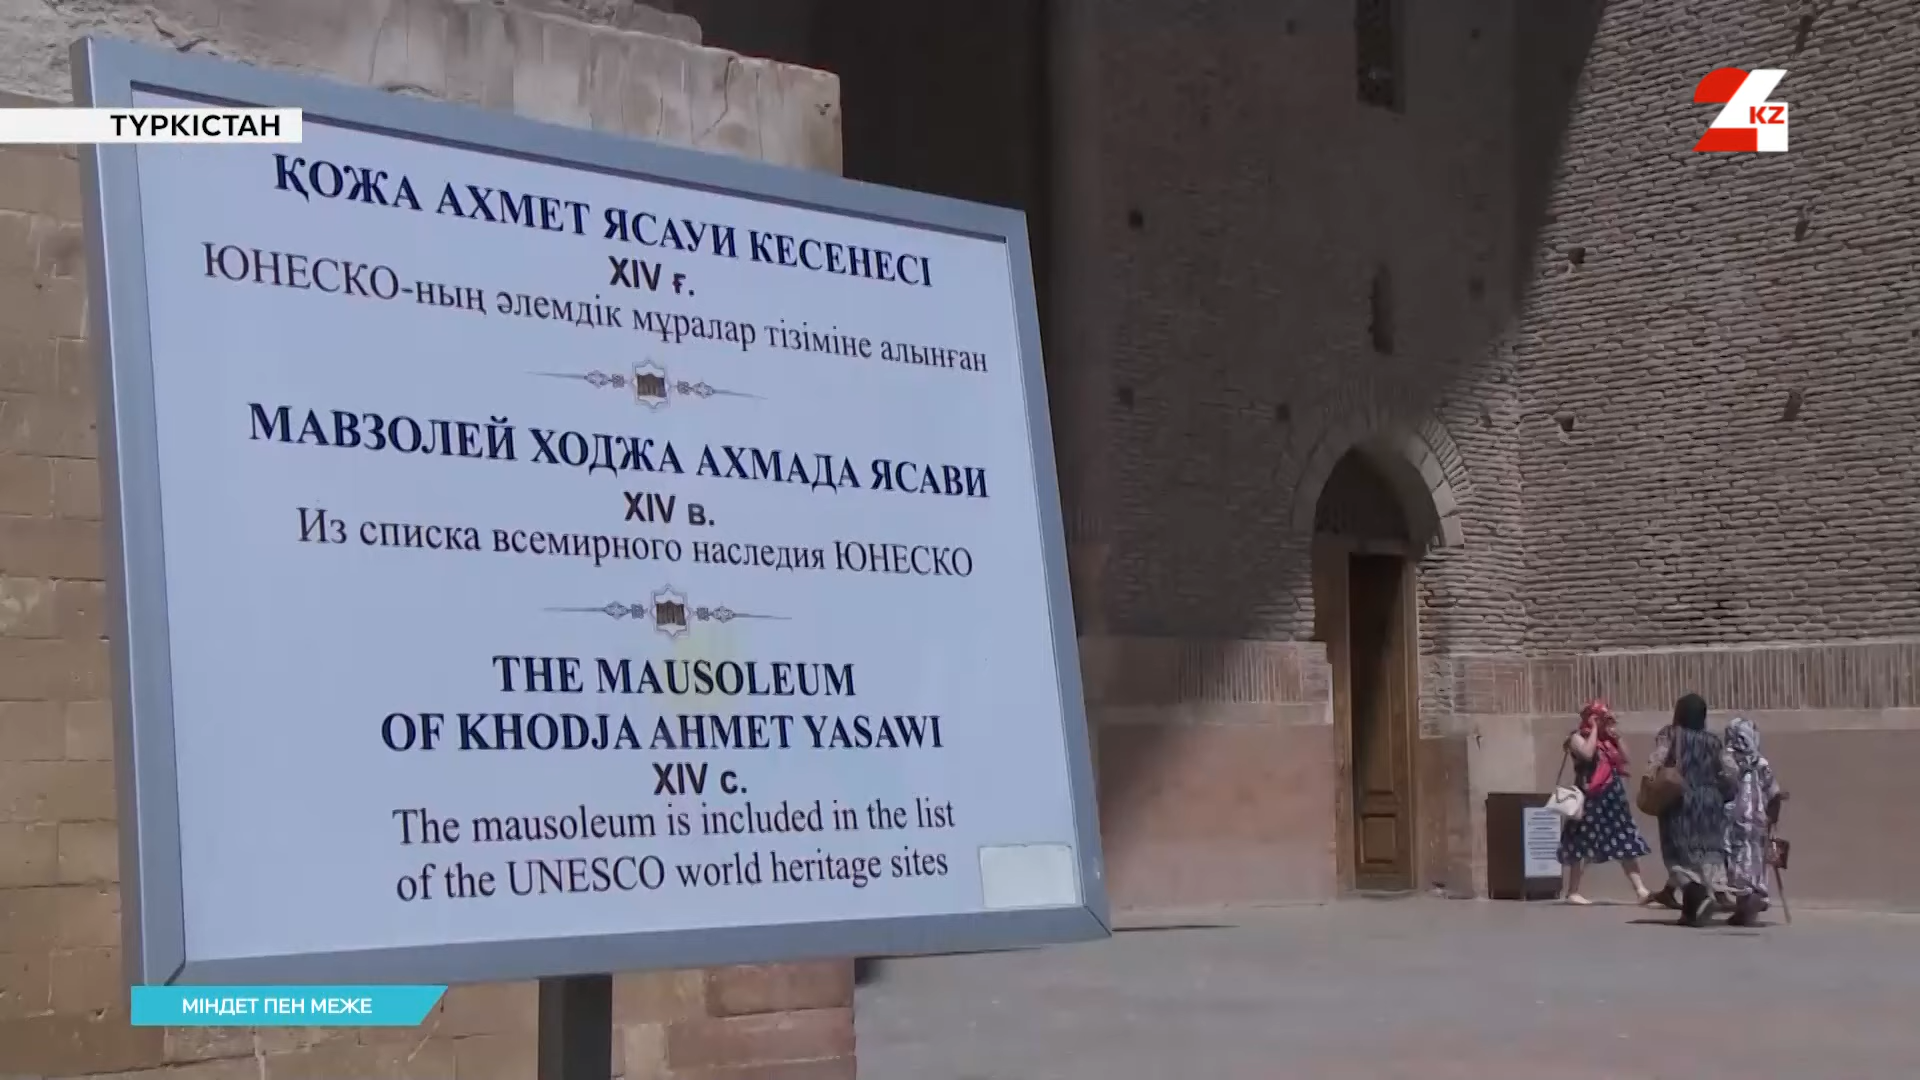 ТҮРКІСТАН
24
KZ
ҚОЖА АХМЕТ ЯСАУИ КЕСЕНЕСІ
XIV ғ.
ЮНЕСКО-ның әлемдік мұралар тізіміне алынған
МАВЗОЛЕЙ ХОДЖА АХМАДА ЯСАВИ
XIV в.
Из списка всемирного наследия ЮНЕСКО
THE MAUSOLEUM
OF KHODJA AHMET YASAWI
XIV c.
The mausoleum is included in the list
of the UNESCO world heritage sites
МІНДЕТ ПЕН МЕЖЕ